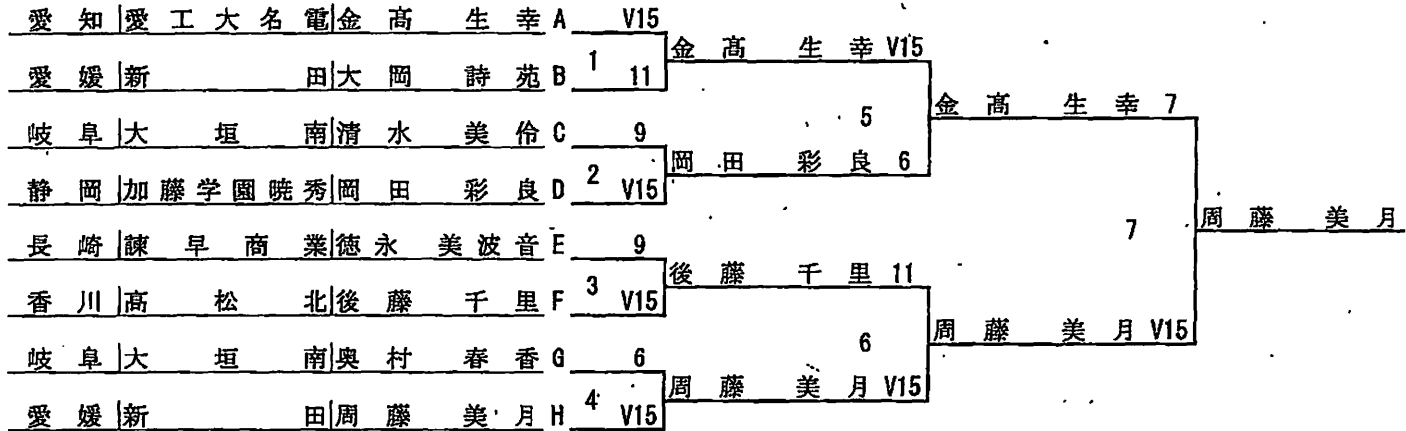 愛知 愛工大名電 金髙生幸 A V15
金髙生幸 V15
1
愛媛 新田 大岡詩苑 B 11
金髙生幸 7
5
岐阜 大垣南 清水美伶 C 9
岡田彩良 6
2
静岡 加藤学園暁秀 岡田彩良 D V15
周藤美月
7
長崎 諫早商業 徳永美波音 E 9
後藤千里 11
3
香川 高松北 後藤千里 F V15
周藤美月 V15
6
岐阜 大垣南 奥村春香 G 6
周藤美月 V15
4
愛媛 新田 周藤美月 H V15